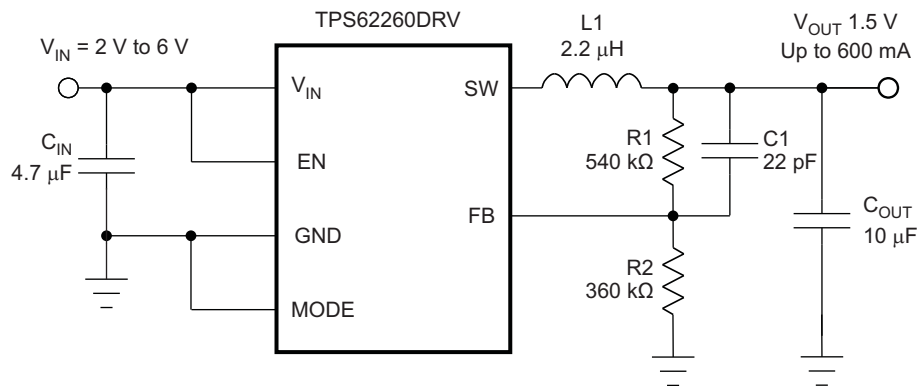 TPS62260DRV
V_IN = 2 V to 6 V
L1
2.2 μH
V_OUT 1.5 V
Up to 600 mA
V_IN
SW
C_IN
4.7 μF
EN
R1
540 kΩ
C1
22 pF
FB
GND
C_OUT
10 μF
R2
360 kΩ
MODE